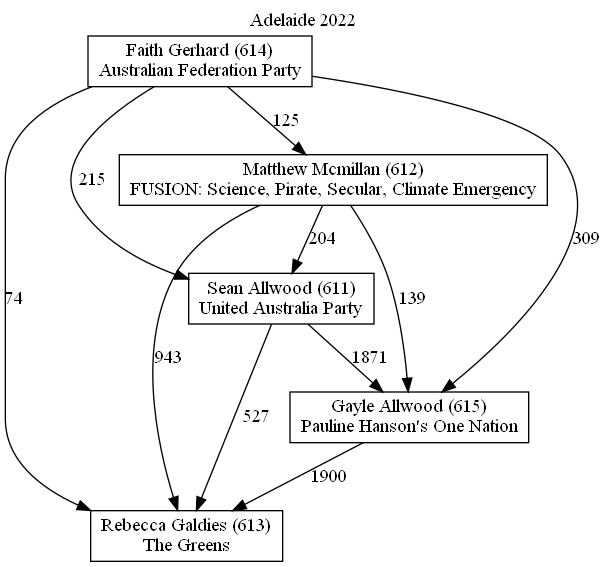 Adelaide 2022
Faith Gerhard (614)
Australian Federation Party
125
215
Matthew Mcmillan (612)
FUSION: Science, Pirate, Secular, Climate Emergency
204
309
Sean Allwood (611)
United Australia Party
74
139
943
1871
Gayle Allwood (615)
Pauline Hanson's One Nation
527
1900
Rebecca Galdies (613)
The Greens